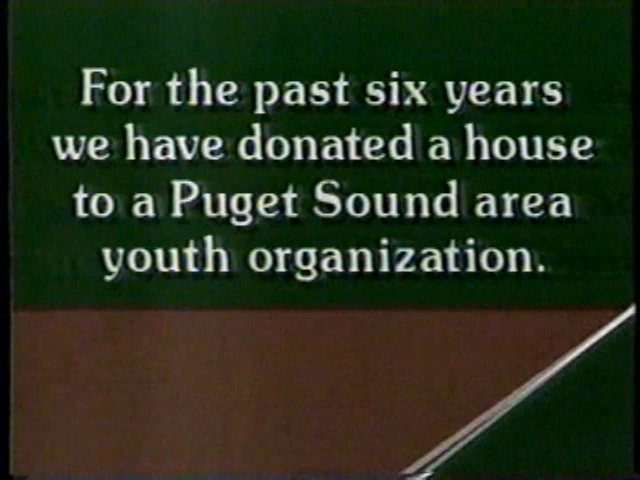 For the past six years
we have donated a house
to a Puget Sound area
youth organization.